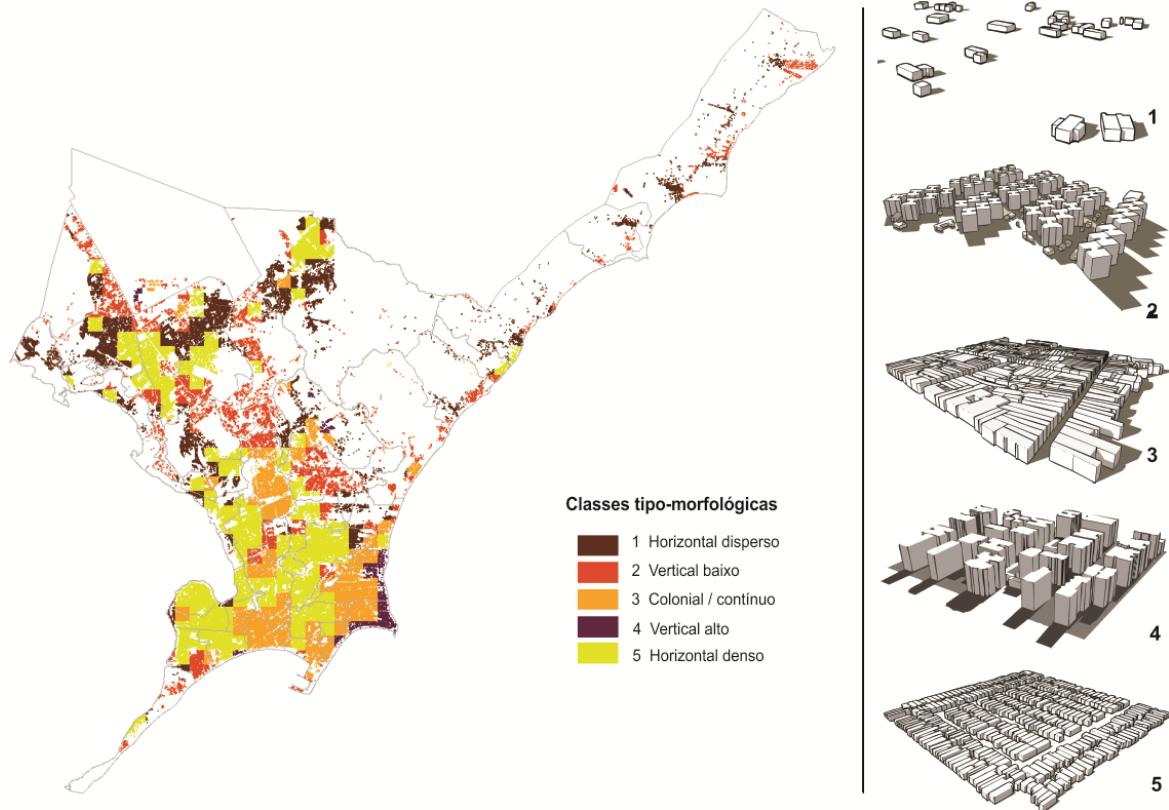 Classes tipo-morfológicas
1 Horizontal disperso
2 Vertical baixo
3 Colonial / contínuo
4 Vertical alto
5 Horizontal denso
1
2
3
4
5